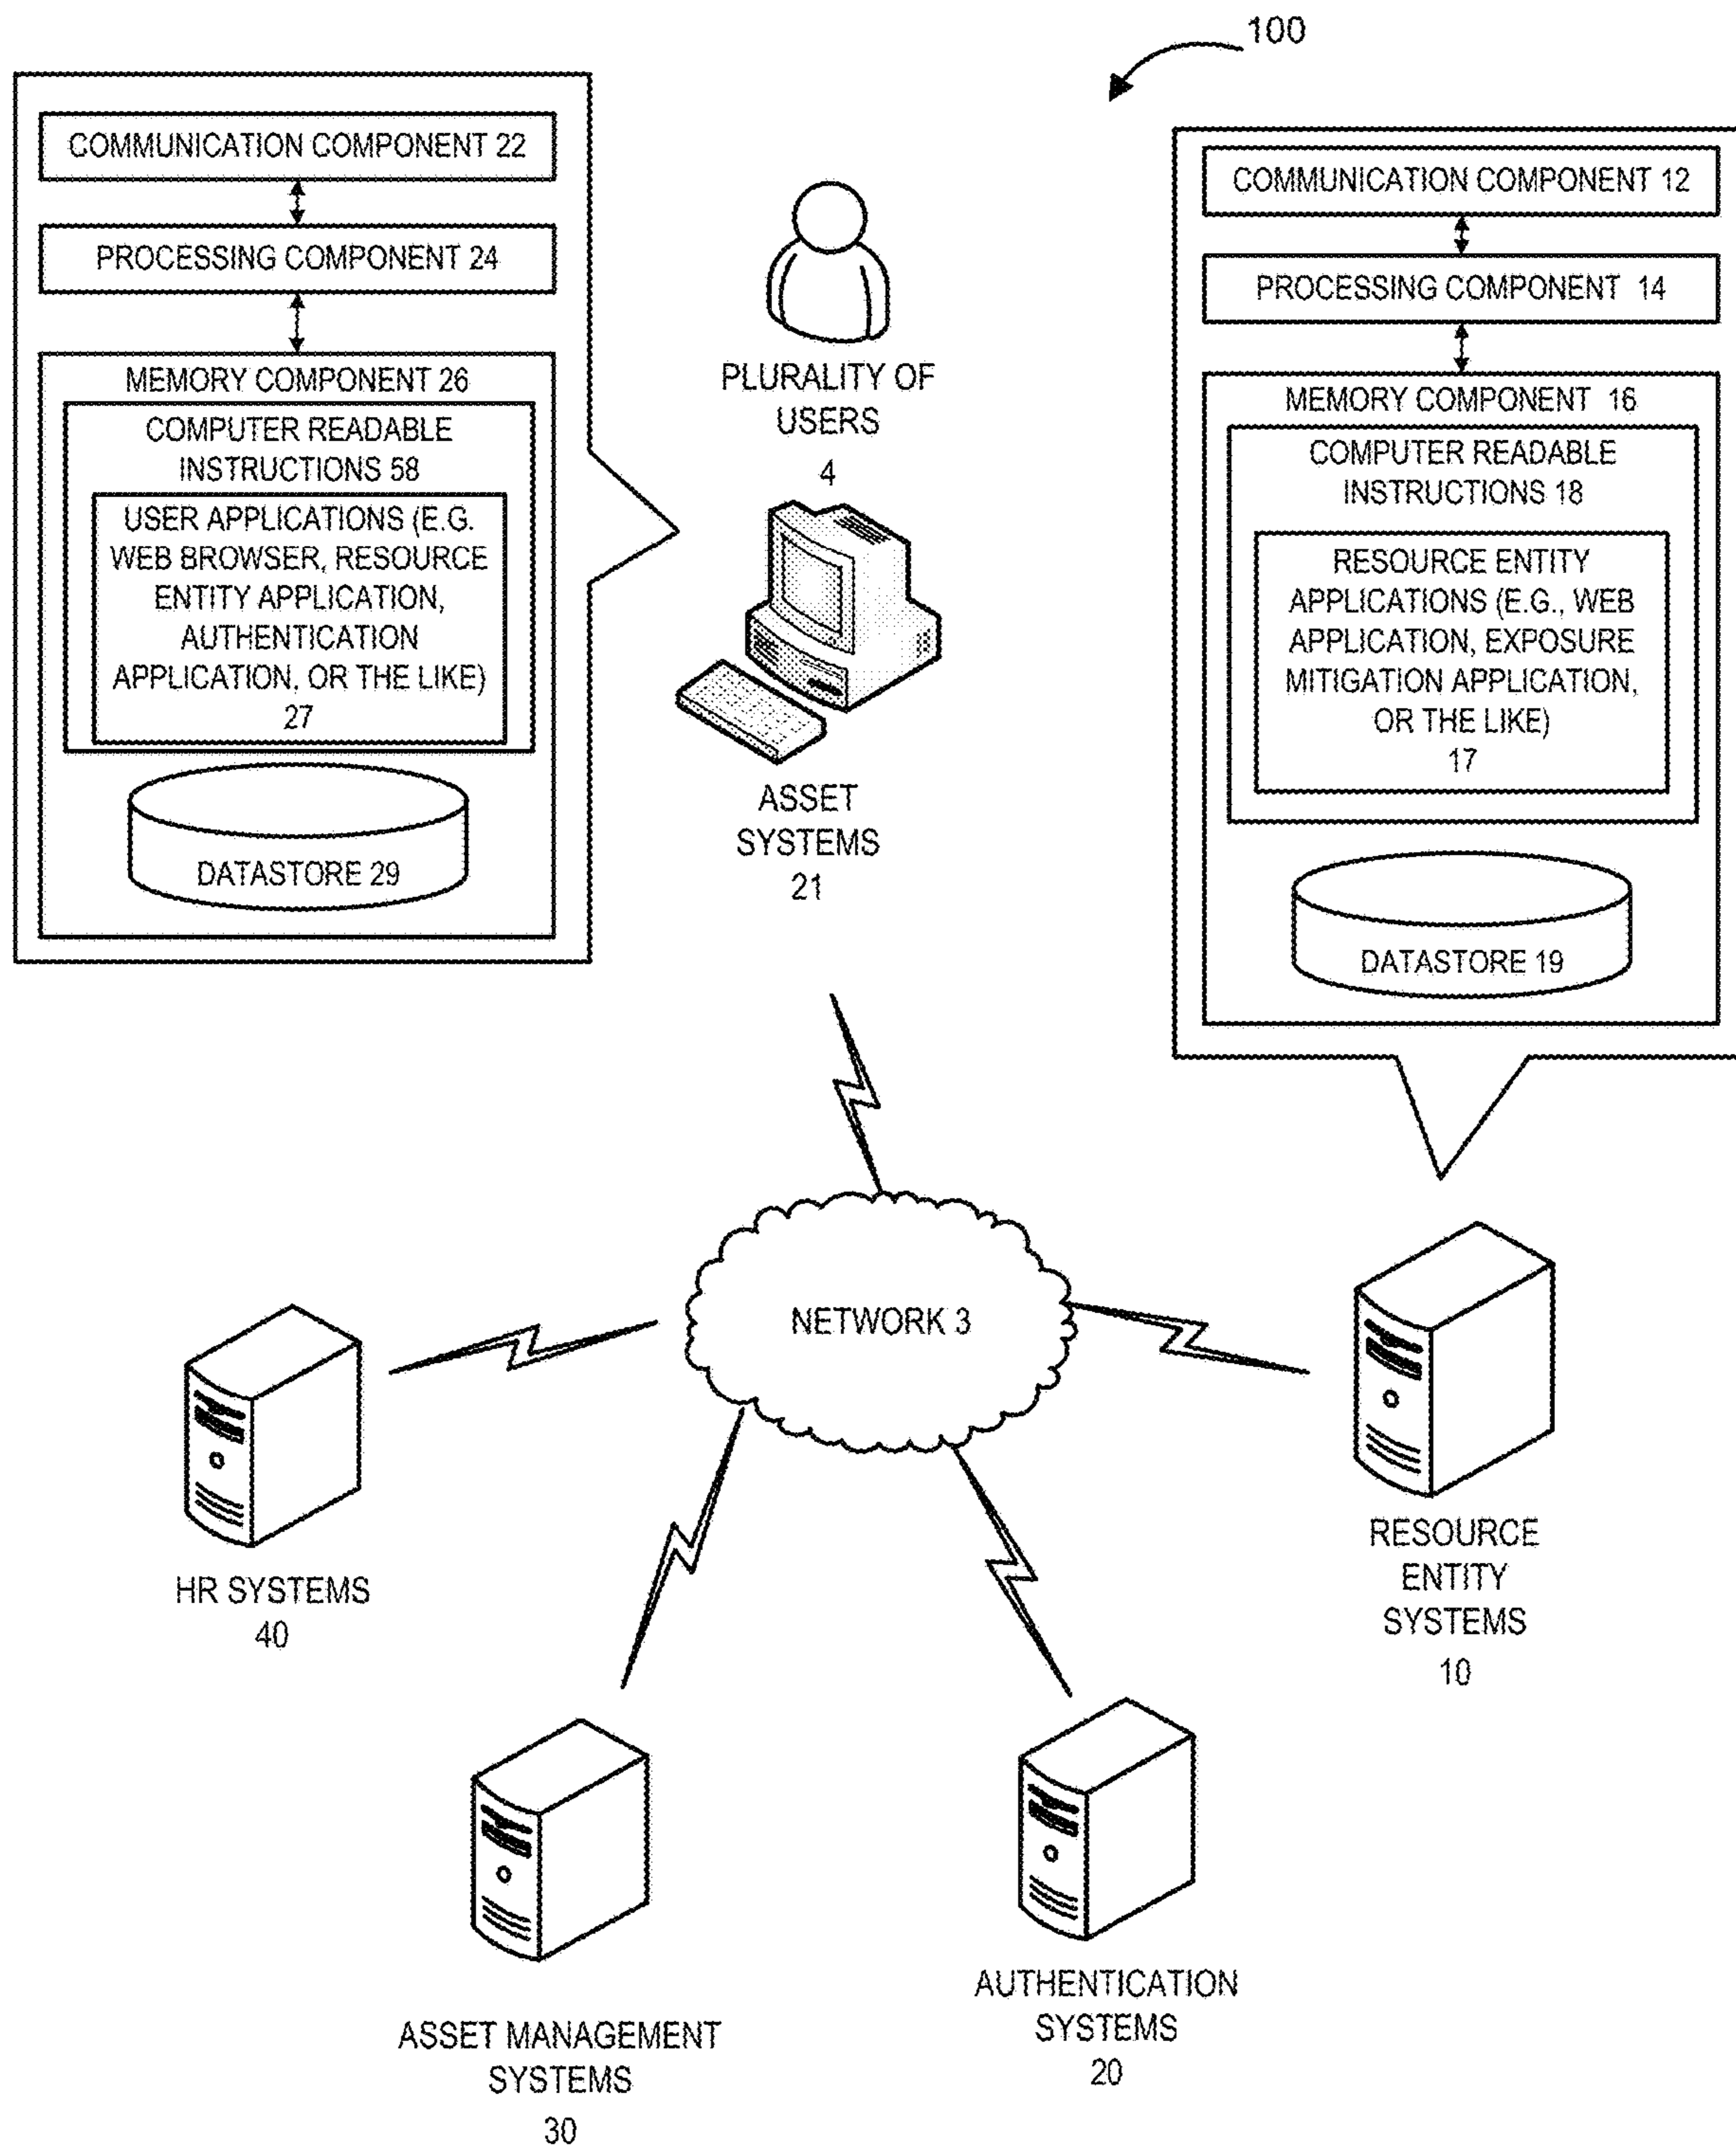 100
COMMUNICATION COMPONENT 22
PROCESSING COMPONENT 24
MEMORY COMPONENT 26
COMPUTER READABLE
INSTRUCTIONS 58
USER APPLICATIONS (E.G.
WEB BROWSER, RESOURCE
ENTITY APPLICATION,
AUTHENTICATION
APPLICATION, OR THE LIKE)
27
DATASTORE 29
PLURALITY OF
USERS
4
ASSET
SYSTEMS
21
COMMUNICATION COMPONENT 12
PROCESSING COMPONENT 14
MEMORY COMPONENT 16
COMPUTER READABLE
INSTRUCTIONS 18
RESOURCE ENTITY
APPLICATIONS (E.G., WEB
APPLICATION, EXPOSURE
MITIGATION APPLICATION,
OR THE LIKE)
17
DATASTORE 19
NETWORK 3
HR SYSTEMS
40
RESOURCE
ENTITY
SYSTEMS
10
ASSET MANAGEMENT
SYSTEMS
30
AUTHENTICATION
SYSTEMS
20